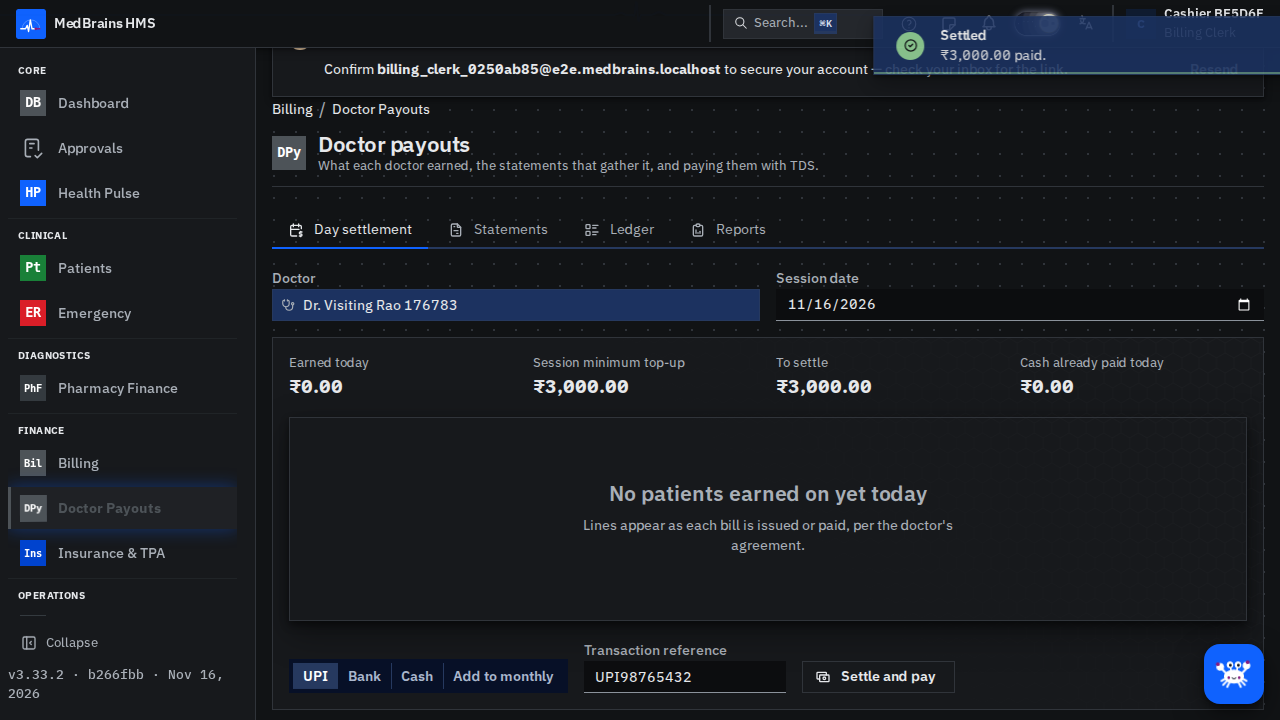 MedBrains HMS
Search... ⌘K
Cashier BE5D6F
Billing Clerk
Settled
₹3,000.00 paid.
Confirm billing_clerk_0250ab85@e2e.medbrains.localhost to secure your account — check your inbox for the link.
Resend
CORE
DB Dashboard
Approvals
HP Health Pulse
CLINICAL
Pt Patients
ER Emergency
DIAGNOSTICS
PhF Pharmacy Finance
FINANCE
Bil Billing
DPy Doctor Payouts
Ins Insurance & TPA
OPERATIONS
Collapse
v3.33.2 · b266fbb · Nov 16,
2026
Billing / Doctor Payouts
DPy Doctor payouts
What each doctor earned, the statements that gather it, and paying them with TDS.
Day settlement Statements Ledger Reports
Doctor Session date
Dr. Visiting Rao 176783 11/16/2026
Earned today Session minimum top-up To settle Cash already paid today
₹0.00 ₹3,000.00 ₹3,000.00 ₹0.00
No patients earned on yet today
Lines appear as each bill is issued or paid, per the doctor's
agreement.
Transaction reference
UPI Bank Cash Add to monthly UPI98765432 Settle and pay